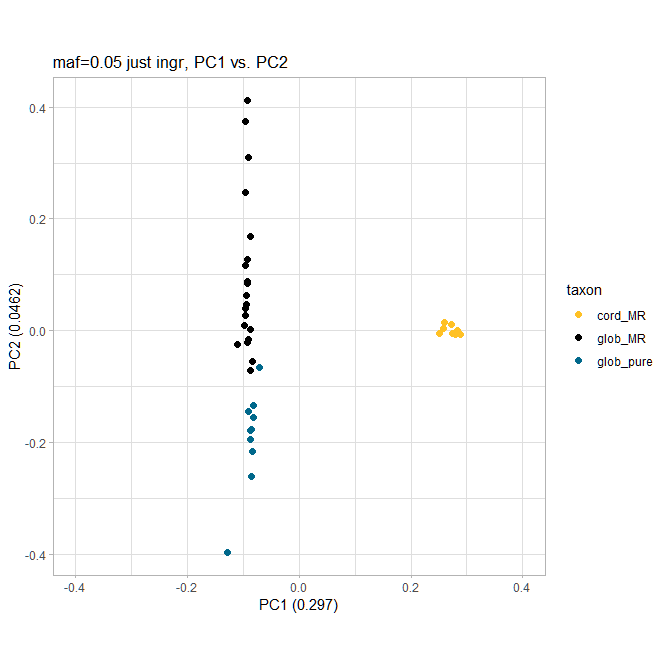 maf=0.05 just ingr, PC1 vs. PC2
0.4
0.2
0.0
-0.2
-0.4
PC2 (0.0462)
-0.4
-0.2
0.0
0.2
0.4
PC1 (0.297)
taxon
cord_MR
glob_MR
glob_pure